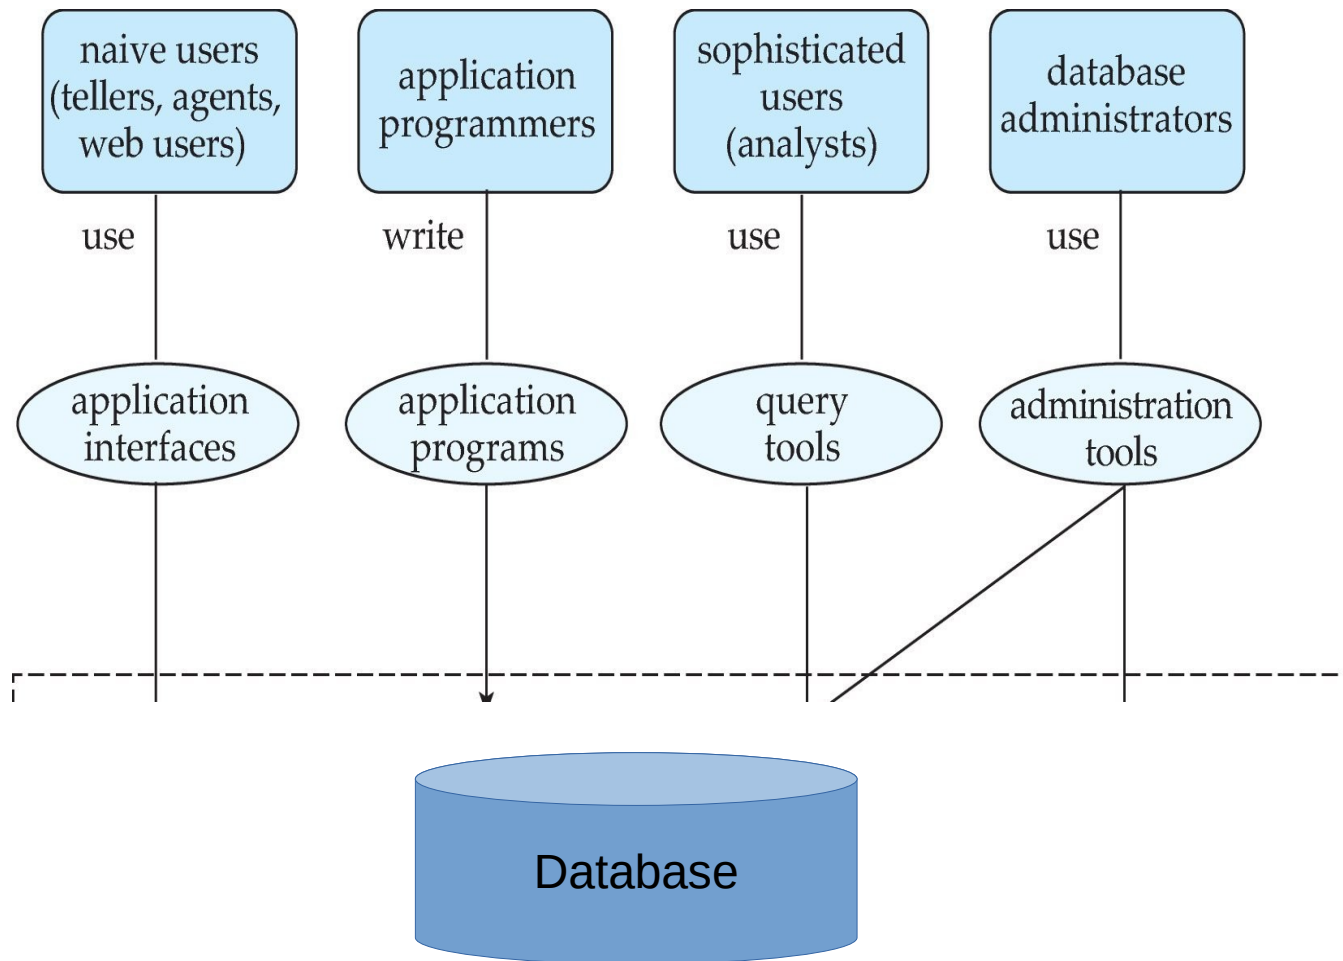 naive users
(tellers, agents,
web users)
application
programmers
sophisticated
users
(analysts)
database
administrators
use
write
use
use
application
interfaces
application
programs
query
tools
administration
tools
Database